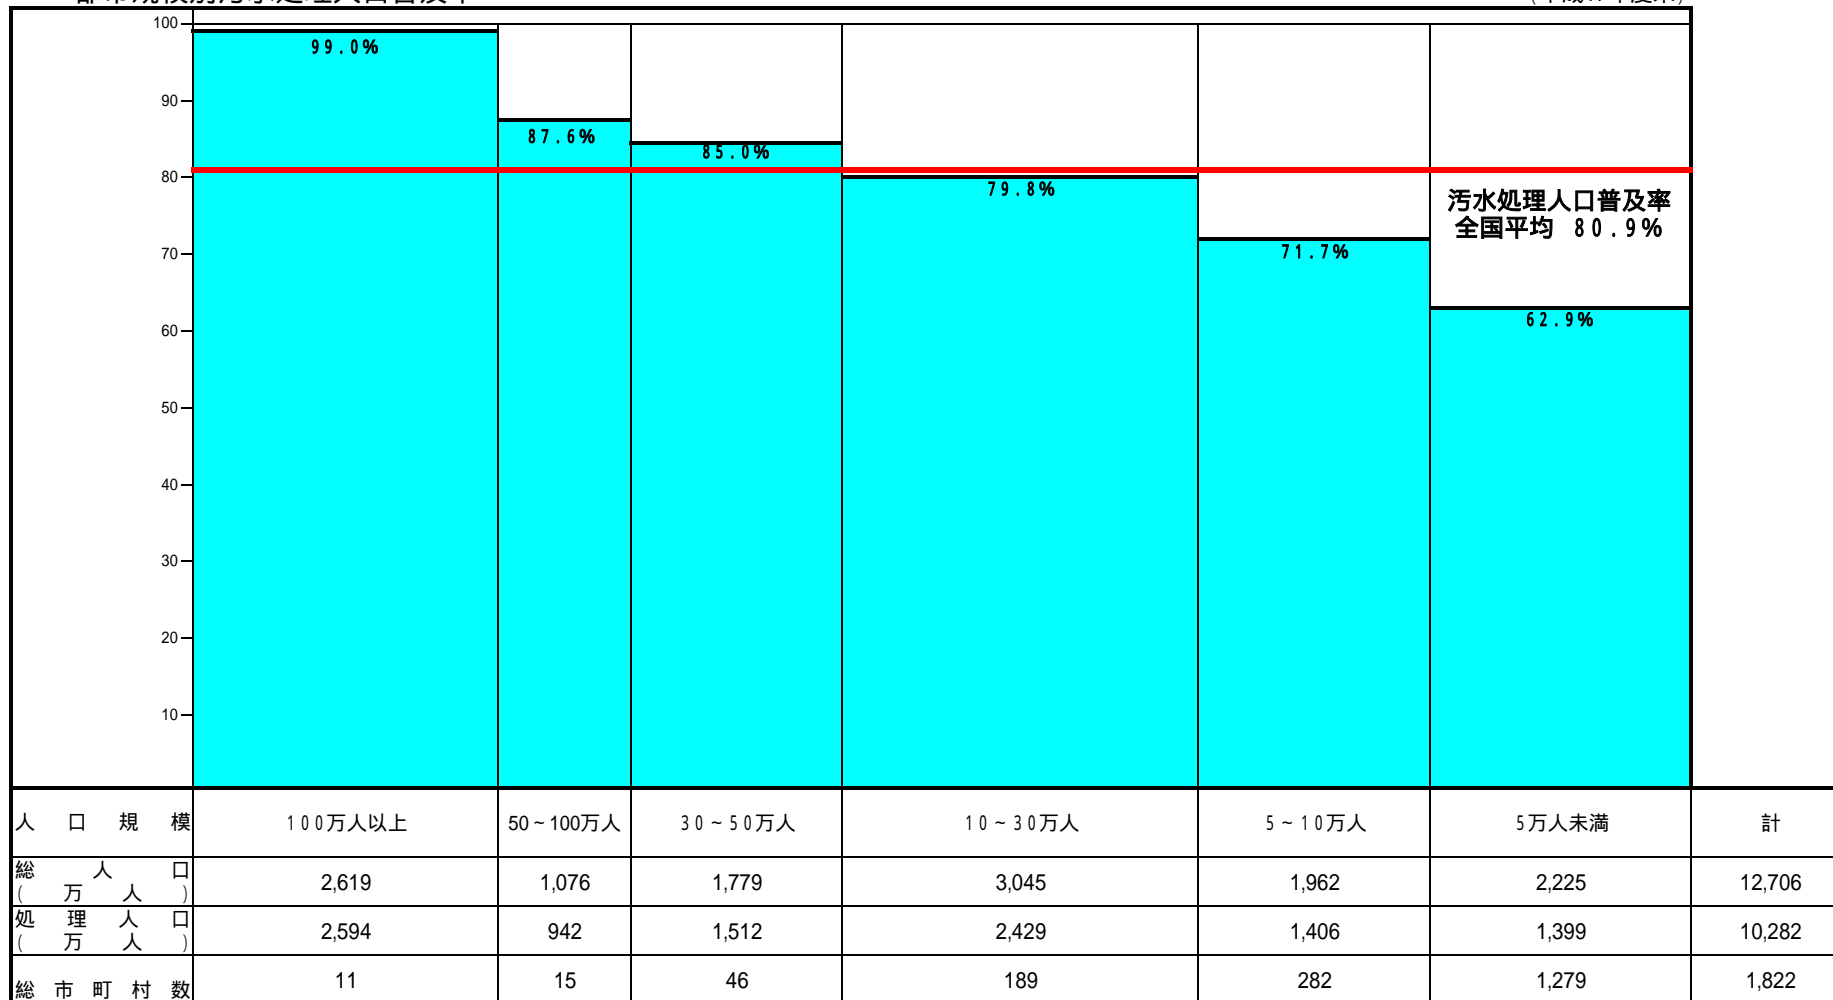 100
99.0%
90
87.6%
85.0%
80
79.8%
汚水処理人口普及率
全国平均 80.9%
71.7%
70
62.9%
60
50
40
30
20
10
人口規模 100万人以上 50~100万人 30~50万人 10~30万人 5~10万人 5万人未満 計
総人口
(万人) 2,619 1,076 1,779 3,045 1,962 2,225 12,706
処理人口
(万人) 2,594 942 1,512 2,429 1,406 1,399 10,282
総市町村数 11 15 46 189 282 1,279 1,822